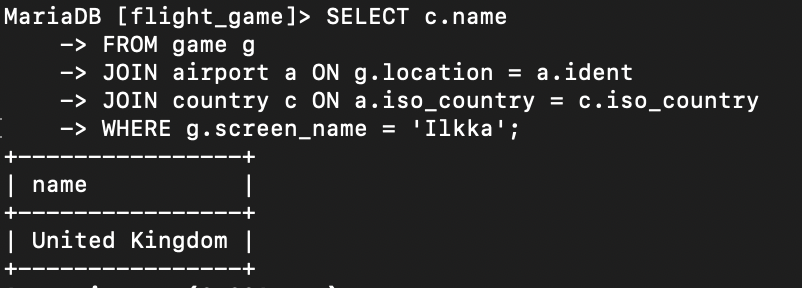 MariaDB [flight_game]> SELECT c.name
    -> FROM game g
    -> JOIN airport a ON g.location = a.ident
    -> JOIN country c ON a.iso_country = c.iso_country
    -> WHERE g.screen_name = 'Ilkka';
+----------------+
| name           |
+----------------+
| United Kingdom |
+----------------+